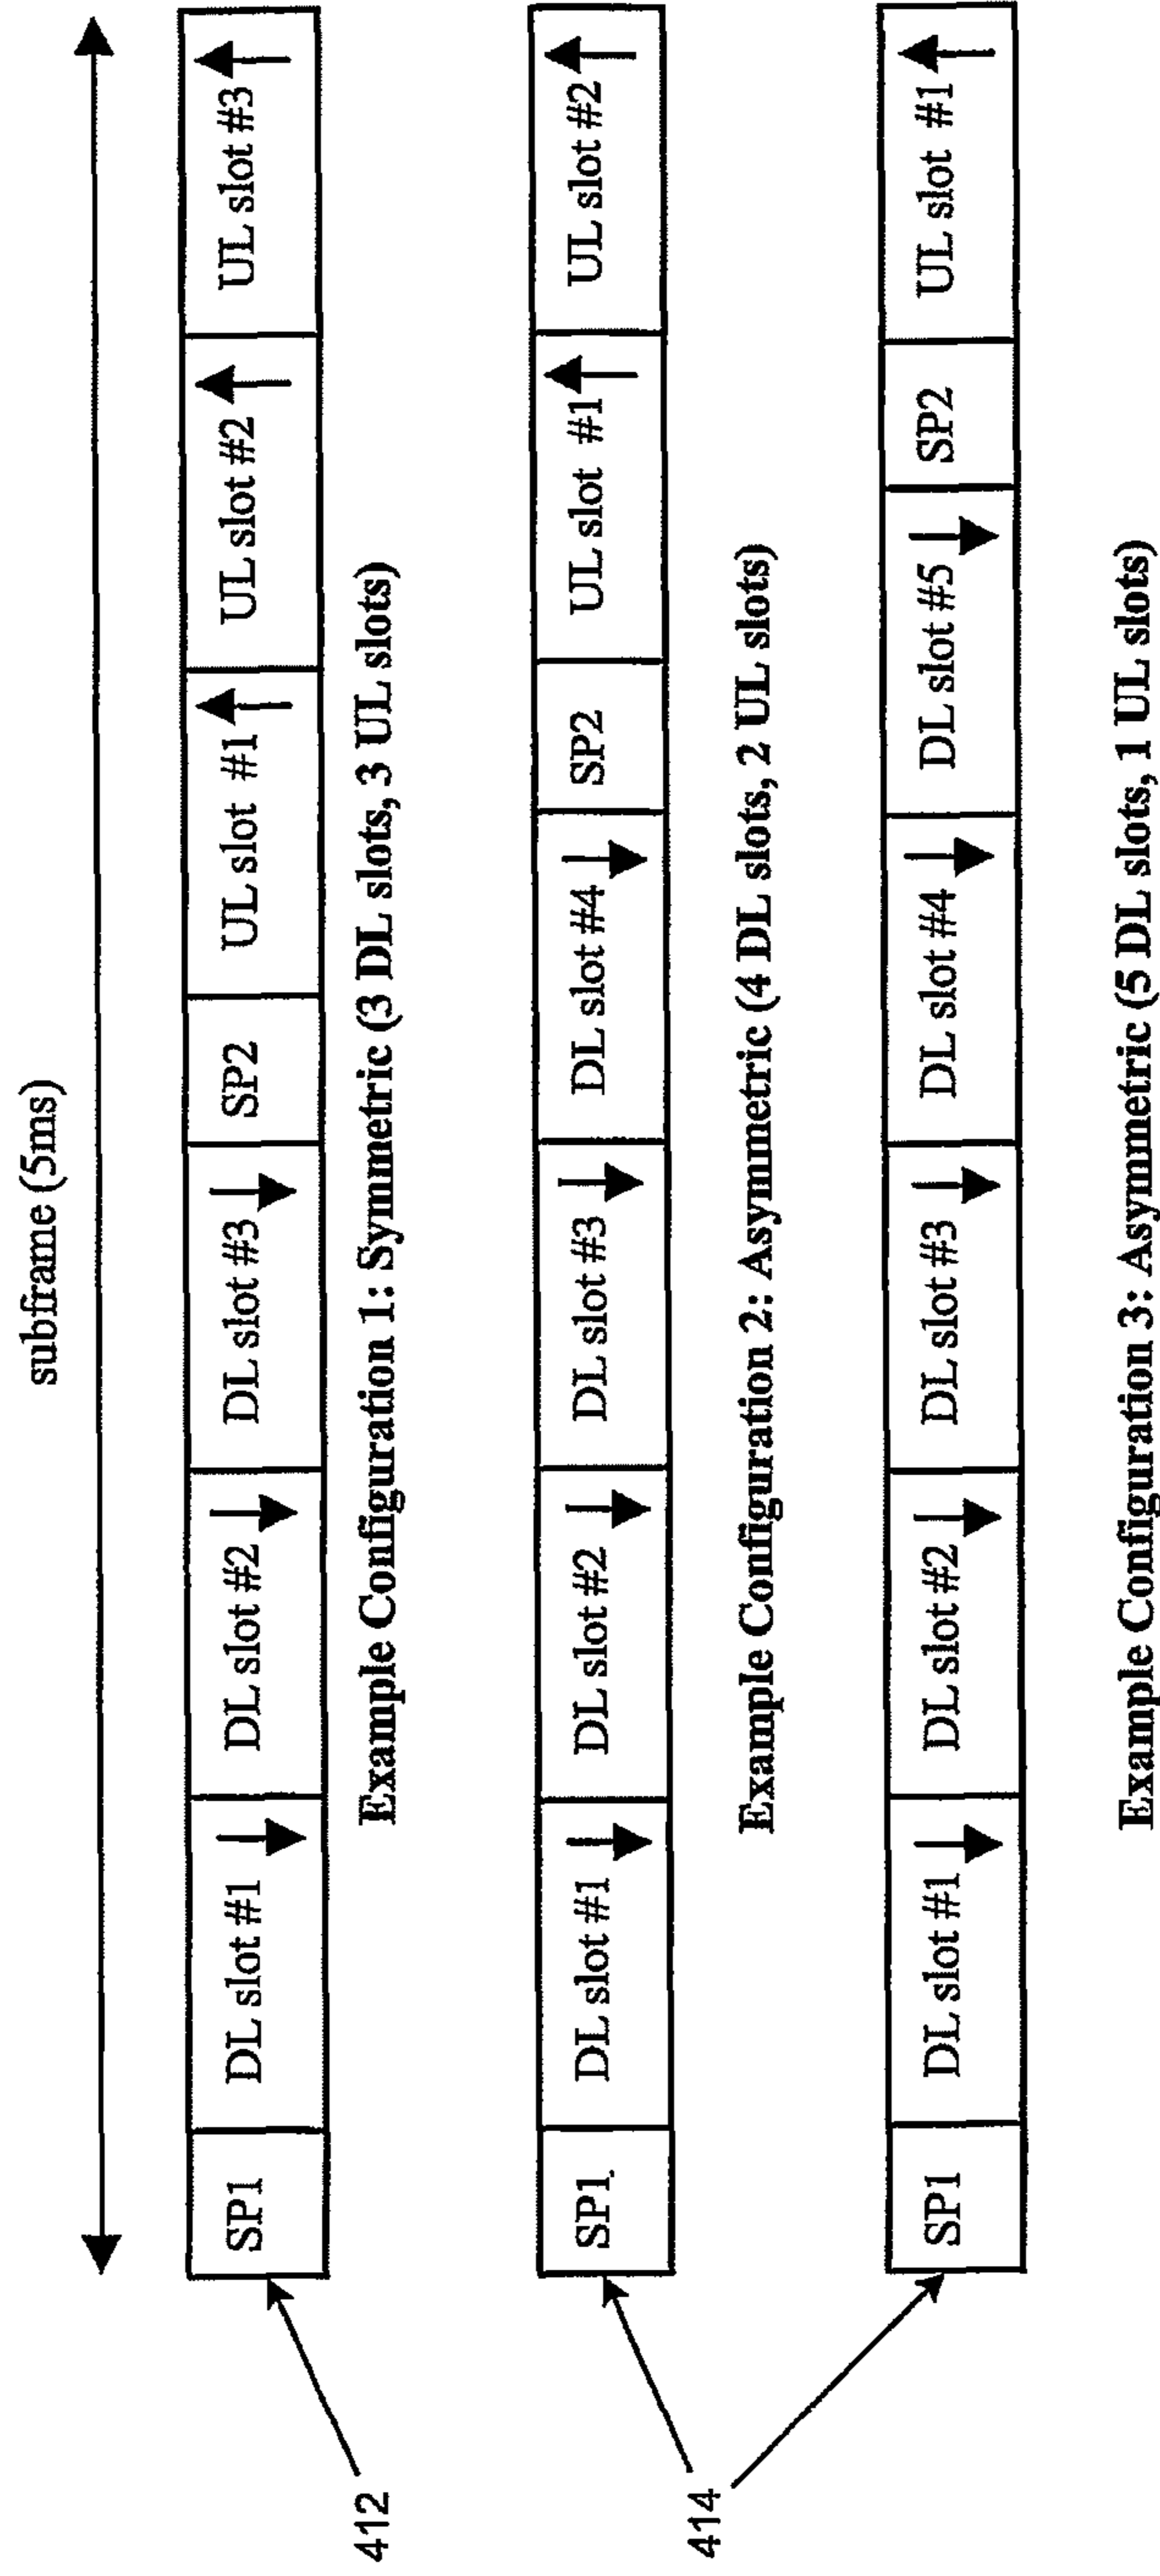 subframe (5ms)
412
SP1
DL slot #1
DL slot #2
DL slot #3
SP2
UL slot #1
UL slot #2
UL slot #3
Example Configuration 1: Symmetric (3 DL slots, 3 UL slots)
414
SP1
DL slot #1
DL slot #2
DL slot #3
DL slot #4
SP2
UL slot #1
UL slot #2
Example Configuration 2: Asymmetric (4 DL slots, 2 UL slots)
SP1
DL slot #1
DL slot #2
DL slot #3
DL slot #4
DL slot #5
SP2
UL slot #1
Example Configuration 3: Asymmetric (5 DL slots, 1 UL slots)